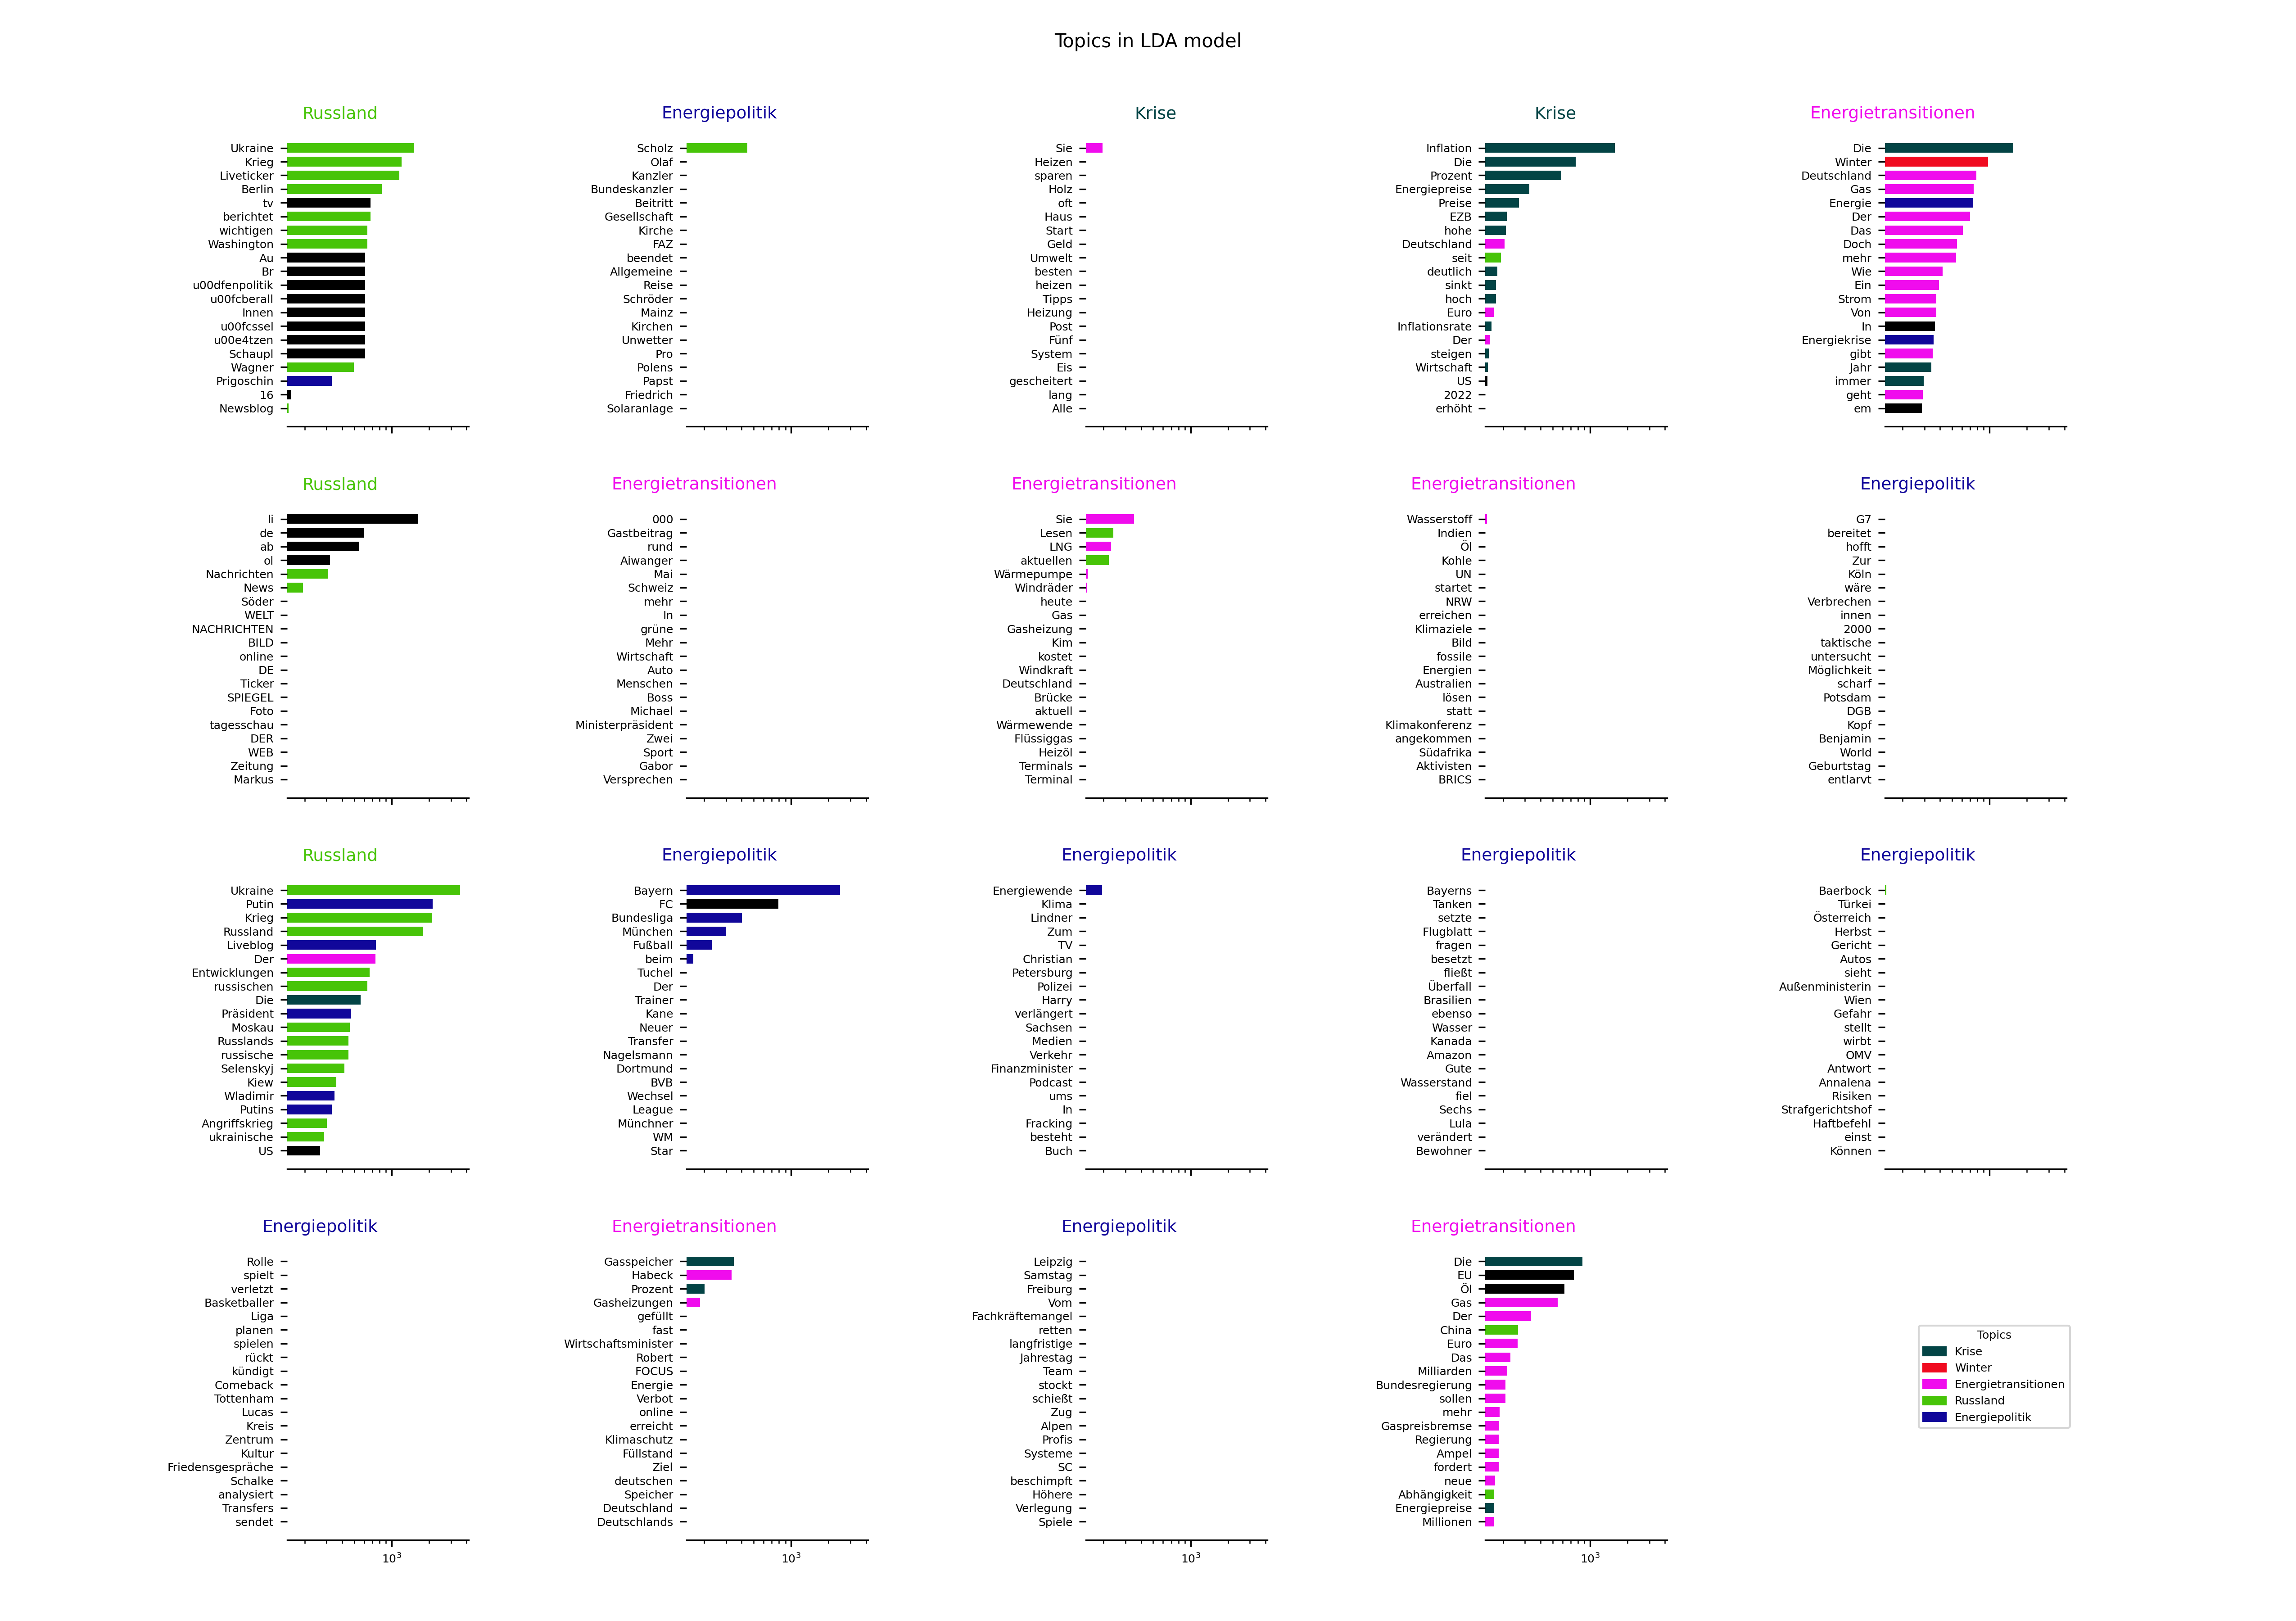 Topics in LDA model
Russland
Ukraine
Krieg
Liveticker
Berlin
tv
berichtet
wichtigen
Washington
Au
Br
u00dfenpolitik
u00fcberall
Innen
u00fcssel
u00e4tzen
Schaupl
Wagner
Prigoschin
16
Newsblog
Energiepolitik
Scholz
Olaf
Kanzler
Bundeskanzler
Beitritt
Gesellschaft
Kirche
FAZ
beendet
Allgemeine
Reise
Schröder
Mainz
Kirchen
Unwetter
Pro
Polens
Papst
Friedrich
Solaranlage
Krise
Sie
Heizen
sparen
Holz
oft
Haus
Start
Geld
Umwelt
besten
heizen
Tipps
Heizung
Post
Fünf
System
Eis
gescheitert
lang
Alle
Krise
Inflation
Die
Prozent
Energiepreise
Preise
EZB
hohe
Deutschland
seit
deutlich
sinkt
hoch
Euro
Inflationsrate
Der
steigen
Wirtschaft
US
2022
erhöht
Energietransitionen
Die
Winter
Deutschland
Gas
Energie
Der
Das
Doch
mehr
Wie
Ein
Strom
Von
In
Energiekrise
gibt
Jahr
immer
geht
em
Russland
li
de
ab
ol
Nachrichten
News
Söder
WELT
NACHRICHTEN
BILD
online
DE
Ticker
SPIEGEL
Foto
tagesschau
DER
WEB
Zeitung
Markus
Energietransitionen
000
Gastbeitrag
rund
Aiwanger
Mai
Schweiz
mehr
In
grüne
Mehr
Wirtschaft
Auto
Menschen
Boss
Michael
Ministerpräsident
Zwei
Sport
Gabor
Versprechen
Energietransitionen
Sie
Lesen
LNG
aktuellen
Wärmepumpe
Windräder
heute
Gas
Gasheizung
Kim
kostet
Windkraft
Deutschland
Brücke
aktuell
Wärmewende
Flüssiggas
Heizöl
Terminals
Terminal
Energietransitionen
Wasserstoff
Indien
Öl
Kohle
UN
startet
NRW
erreichen
Klimaziele
Bild
fossile
Energien
Australien
lösen
statt
Klimakonferenz
angekommen
Südafrika
Aktivisten
BRICS
Energiepolitik
G7
bereitet
hofft
Zur
Köln
wäre
Verbrechen
innen
2000
taktische
untersucht
Möglichkeit
scharf
Potsdam
DGB
Kopf
Benjamin
World
Geburtstag
entlarvt
Russland
Ukraine
Putin
Krieg
Russland
Liveblog
Der
Entwicklungen
russischen
Die
Präsident
Moskau
Russlands
russische
Selenskyj
Kiew
Wladimir
Putins
Angriffskrieg
ukrainische
US
Energiepolitik
Bayern
FC
Bundesliga
München
Fußball
beim
Tuchel
Der
Trainer
Kane
Neuer
Transfer
Nagelsmann
Dortmund
BVB
Wechsel
League
Münchner
WM
Star
Energiepolitik
Energiewende
Klima
Lindner
Zum
TV
Christian
Petersburg
Polizei
Harry
verlängert
Sachsen
Medien
Verkehr
Finanzminister
Podcast
ums
In
Fracking
besteht
Buch
Energiepolitik
Bayerns
Tanken
setzte
Flugblatt
fragen
besetzt
fließt
Überfall
Brasilien
ebenso
Wasser
Kanada
Amazon
Gute
Wasserstand
fiel
Sechs
Lula
verändert
Bewohner
Energiepolitik
Baerbock
Türkei
Österreich
Herbst
Gericht
Autos
sieht
Außenministerin
Wien
Gefahr
stellt
wirbt
OMV
Antwort
Annalena
Risiken
Strafgerichtshof
Haftbefehl
einst
Können
Energiepolitik
Rolle
spielt
verletzt
Basketballer
Liga
planen
spielen
rückt
kündigt
Comeback
Tottenham
Lucas
Kreis
Zentrum
Kultur
Friedensgespräche
Schalke
analysiert
Transfers
sendet
10³
Energietransitionen
Gasspeicher
Habeck
Prozent
Gasheizungen
gefüllt
fast
Wirtschaftsminister
Robert
FOCUS
Energie
Verbot
online
erreicht
Klimaschutz
Füllstand
Ziel
deutschen
Speicher
Deutschland
Deutschlands
10³
Energiepolitik
Leipzig
Samstag
Freiburg
Vom
Fachkräftemangel
retten
langfristige
Jahrestag
Team
stockt
schießt
Zug
Alpen
Profis
Systeme
SC
beschimpft
Höhere
Verlegung
Spiele
10³
Energietransitionen
Die
EU
Öl
Gas
Der
China
Euro
Das
Milliarden
Bundesregierung
sollen
mehr
Gaspreisbremse
Regierung
Ampel
fordert
neue
Abhängigkeit
Energiepreise
Millionen
10³
Topics
Krise
Winter
Energietransitionen
Russland
Energiepolitik